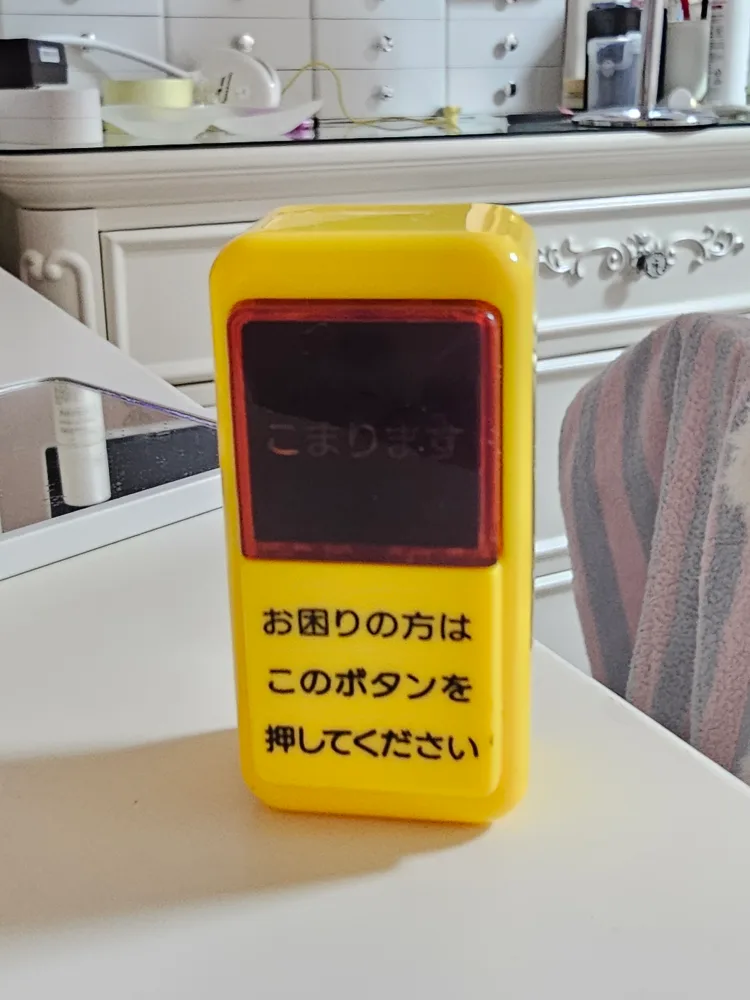 こまります
お困りの方は
このボタンを
押してください